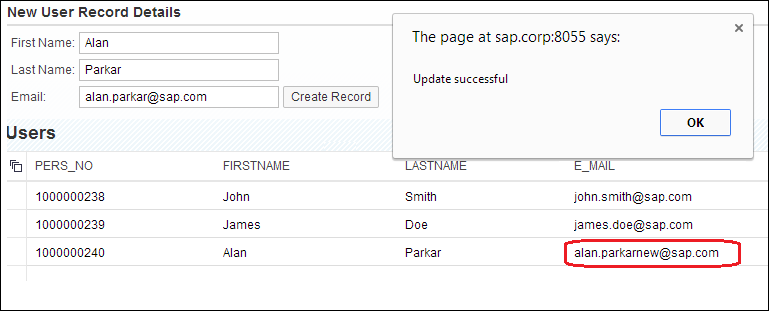 New User Record Details
First Name: Alan
Last Name: Parkar
Email: alan.parkar@sap.com Create Record
The page at sap.corp:8055 says:
Update successful
OK
Users
PERS_NO FIRSTNAME LASTNAME E_MAIL
1000000238 John Smith john.smith@sap.com
1000000239 James Doe james.doe@sap.com
1000000240 Alan Parkar alan.parkarnew@sap.com